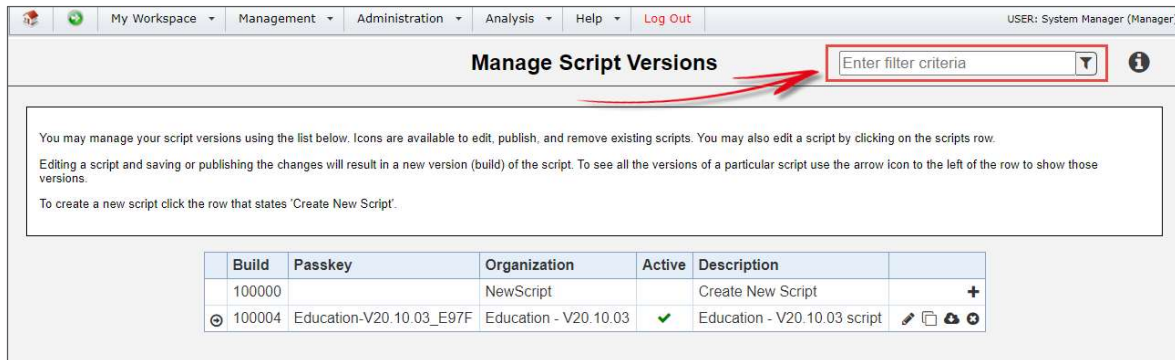 My Workspace Management Administration Analysis Help Log Out USER: System Manager (Manager)
Manage Script Versions Enter filter criteria
You may manage your script versions using the list below. Icons are available to edit, publish, and remove existing scripts. You may also edit a script by clicking on the scripts row.
Editing a script and saving or publishing the changes will result in a new version (build) of the script. To see all the versions of a particular script use the arrow icon to the left of the row to show those
versions.
To create a new script click the row that states 'Create New Script'.
Build Passkey Organization Active Description
100000 NewScript Create New Script
100004 Education-V20.10.03_E97F Education - V20.10.03 Education - V20.10.03 script